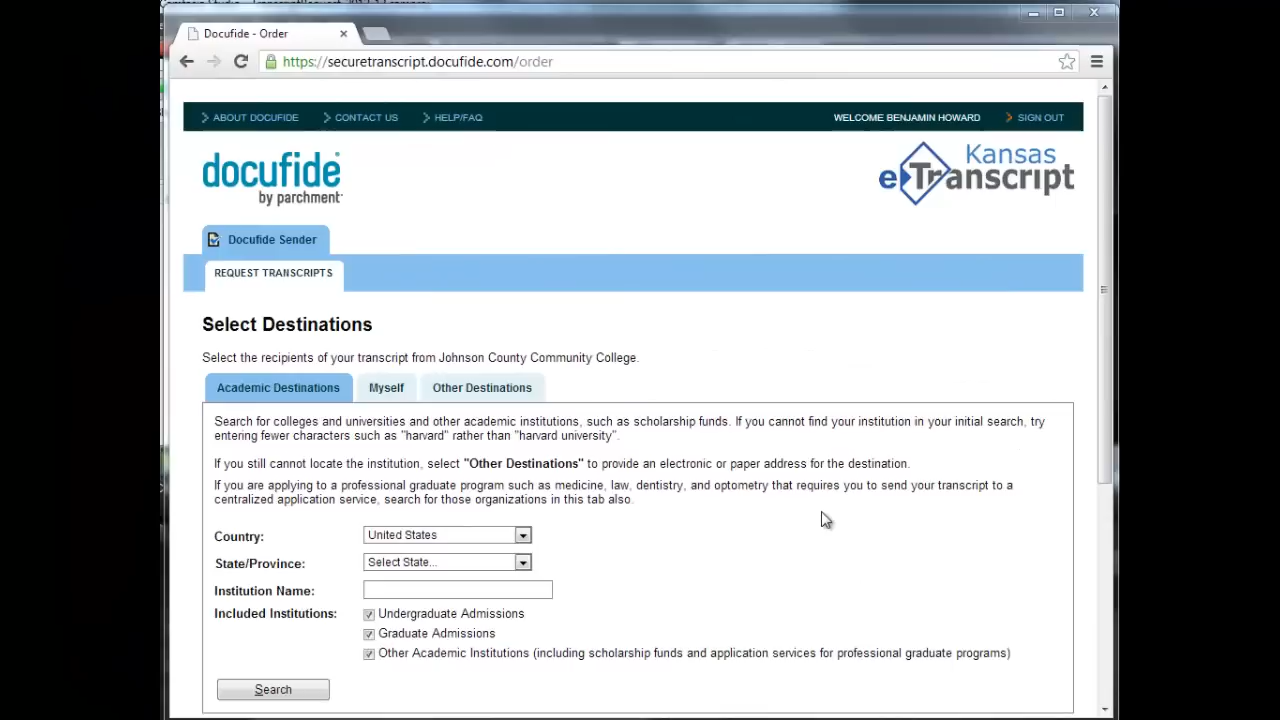 Docufide - Order
https://securetranscript.docufide.com/order
ABOUT DOCUFIDE CONTACT US HELP/FAQ WELCOME BENJAMIN HOWARD SIGN OUT
docufide
by parchment
Kansas
eTranscript
Docufide Sender
REQUEST TRANSCRIPTS
Select Destinations
Select the recipients of your transcript from Johnson County Community College.
Academic Destinations Myself Other Destinations
Search for colleges and universities and other academic institutions, such as scholarship funds. If you cannot find your institution in your initial search, try
entering fewer characters such as "harvard" rather than "harvard university".
If you still cannot locate the institution, select "Other Destinations" to provide an electronic or paper address for the destination.
If you are applying to a professional graduate program such as medicine, law, dentistry, and optometry that requires you to send your transcript to a
centralized application service, search for those organizations in this tab also.
Country: United States
State/Province: Select State...
Institution Name:
Included Institutions: Undergraduate Admissions
Graduate Admissions
Other Academic Institutions (including scholarship funds and application services for professional graduate programs)
Search